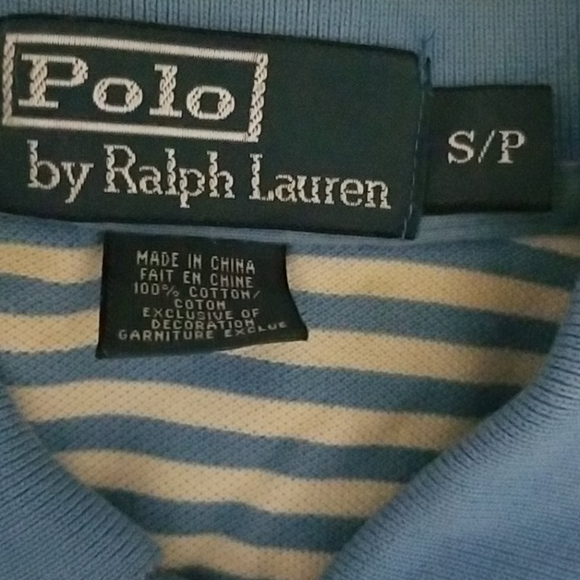 Polo
by Ralph Lauren
S/P
MADE IN CHINA
FAIT EN CHINE
100% COTTON/
COTON
EXCLUSIVE OF
DECORATION
GARNITURE EXCLUE